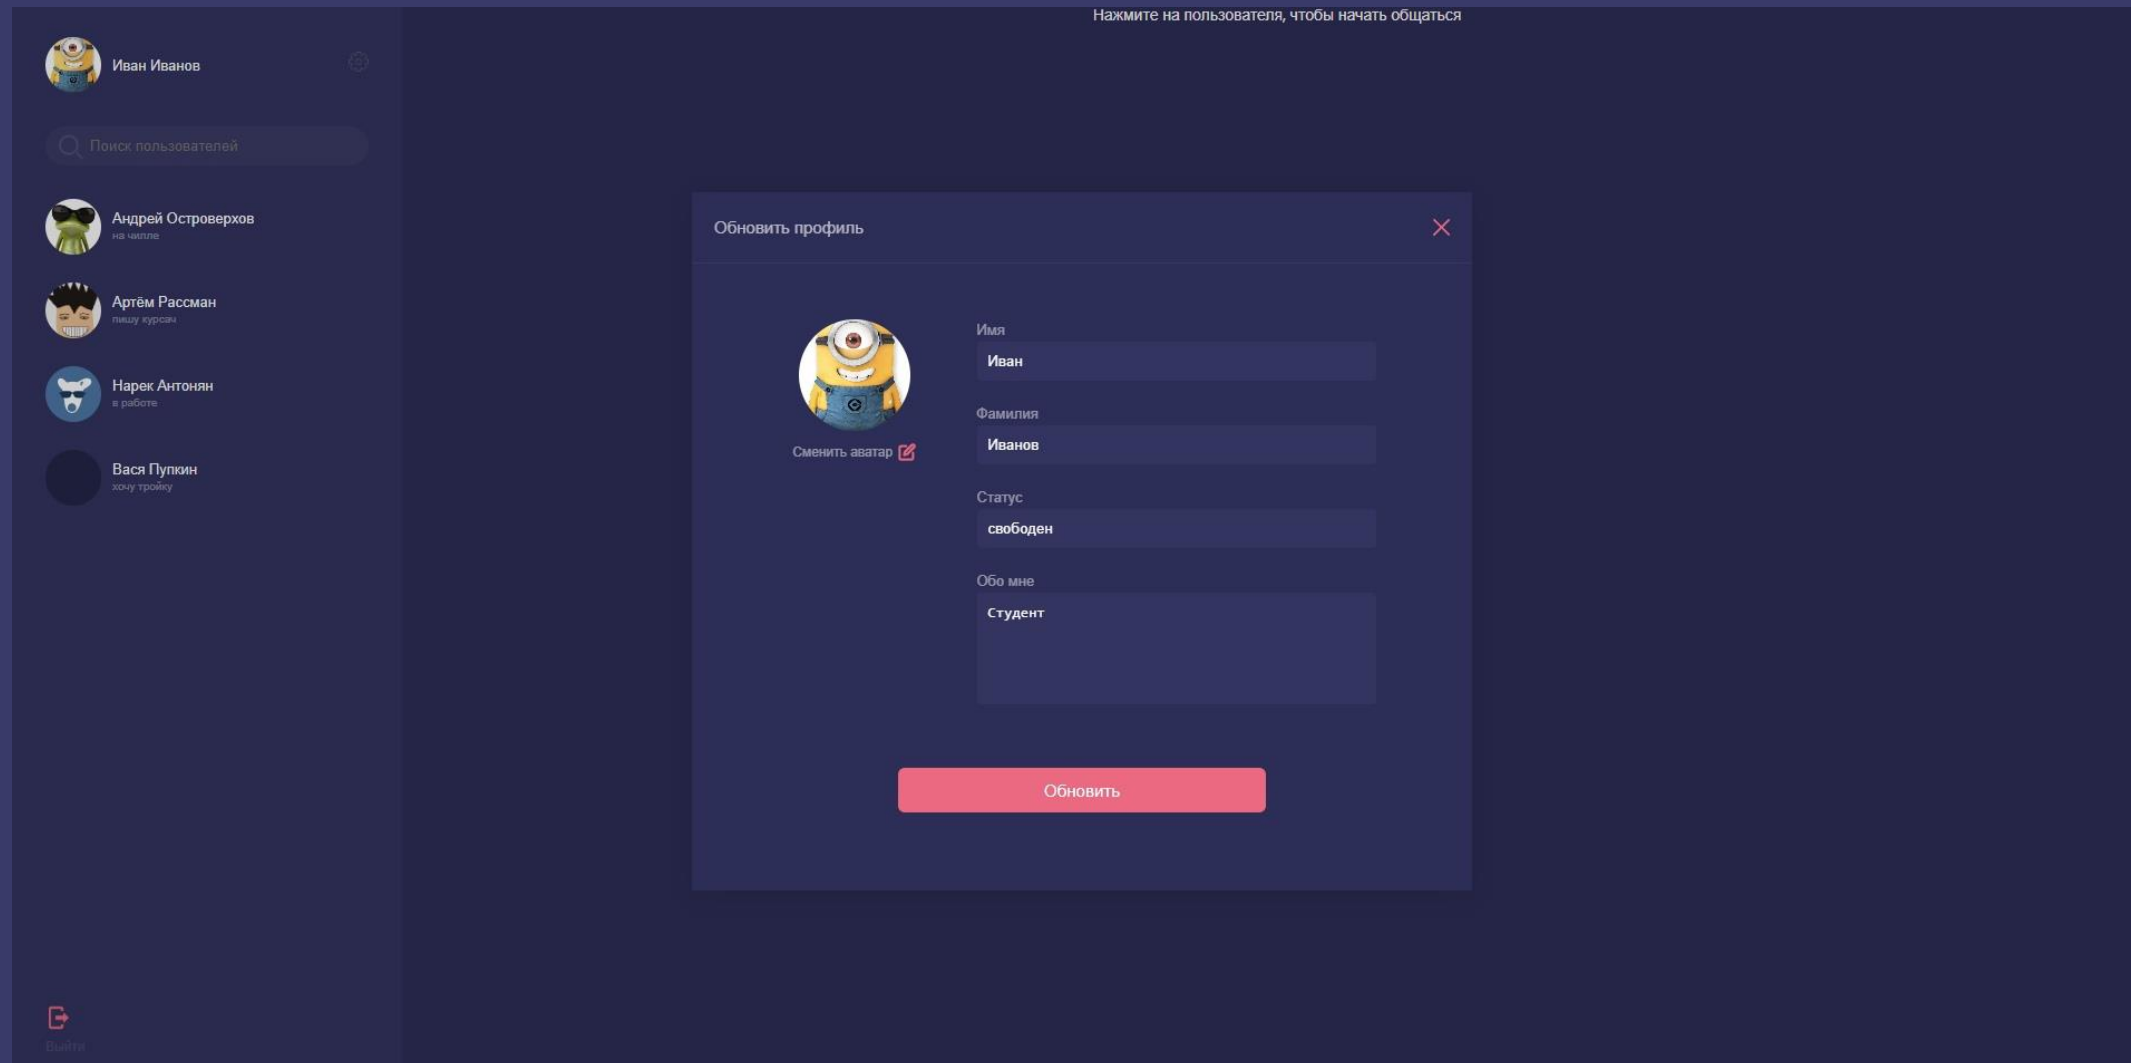 Нажмите на пользователя, чтобы начать общаться
Иван Иванов
Поиск пользователей
Андрей Островерхов
на чилле
Артём Рассман
пишу курсач
Нарек Антонян
в работе
Вася Пупкин
хочу тройку
Выйти
Обновить профиль
Сменить аватар
Имя
Иван
Фамилия
Иванов
Статус
свободен
Обо мне
Студент
Обновить